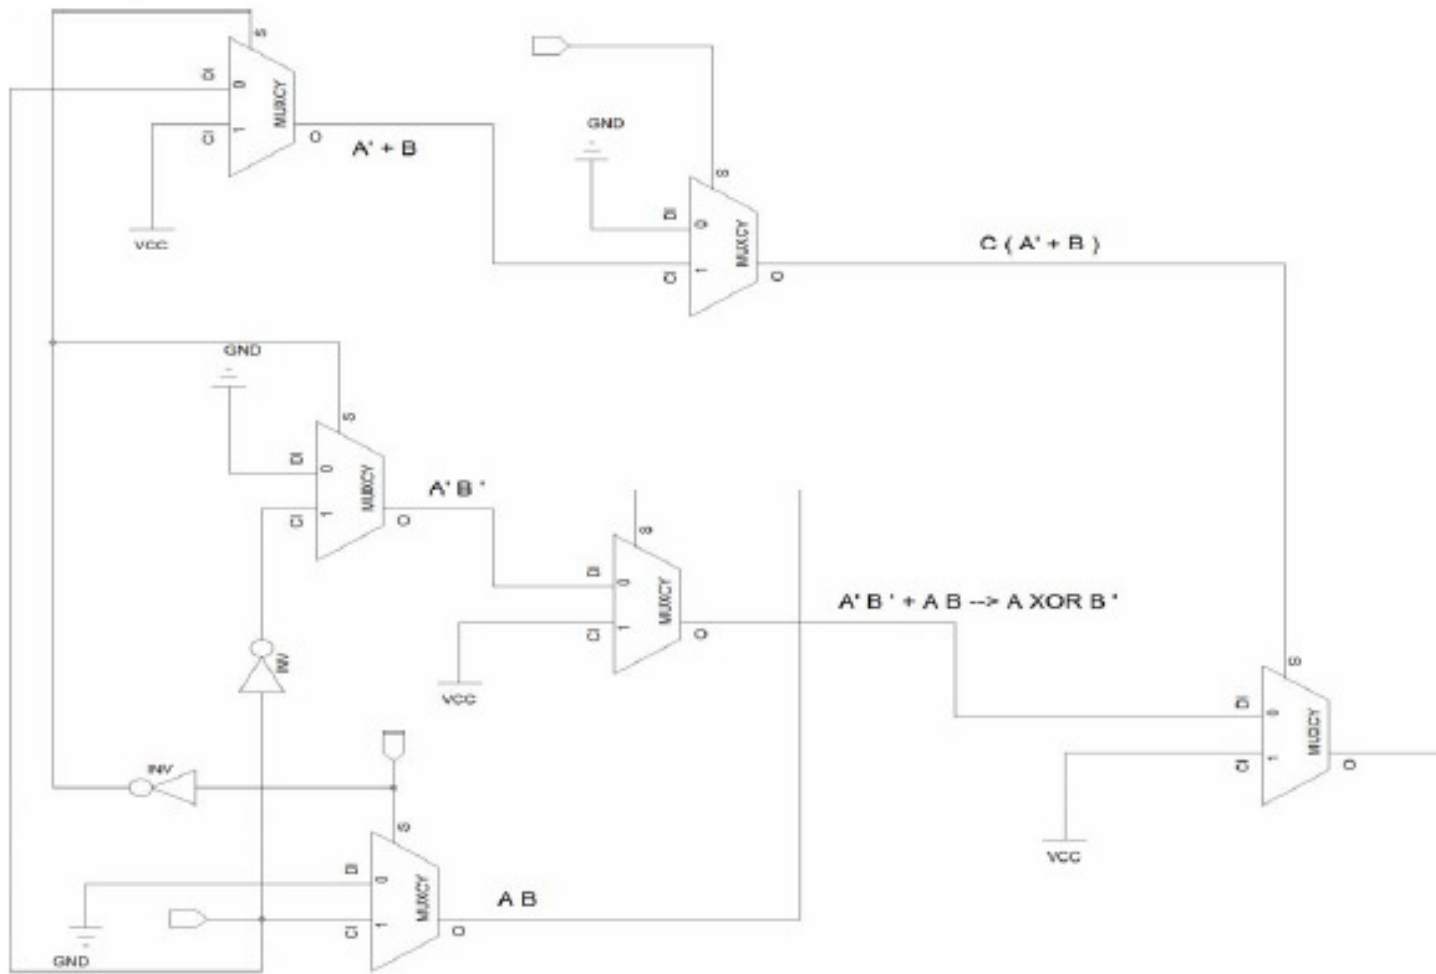 S
DI
0
MUXCY
CI
1
O
VCC
A' + B
GND
S
DI
0
MUXCY
CI
1
O
C ( A' + B )
GND
S
DI
0
MUXCY
CI
1
O
A' B '
S
DI
0
MUXCY
CI
1
O
VCC
A' B ' + A B --> A XOR B '
INV
INV
S
DI
0
MUXCY
CI
1
O
VCC
S
DI
0
MUXCY
CI
1
O
A B
GND